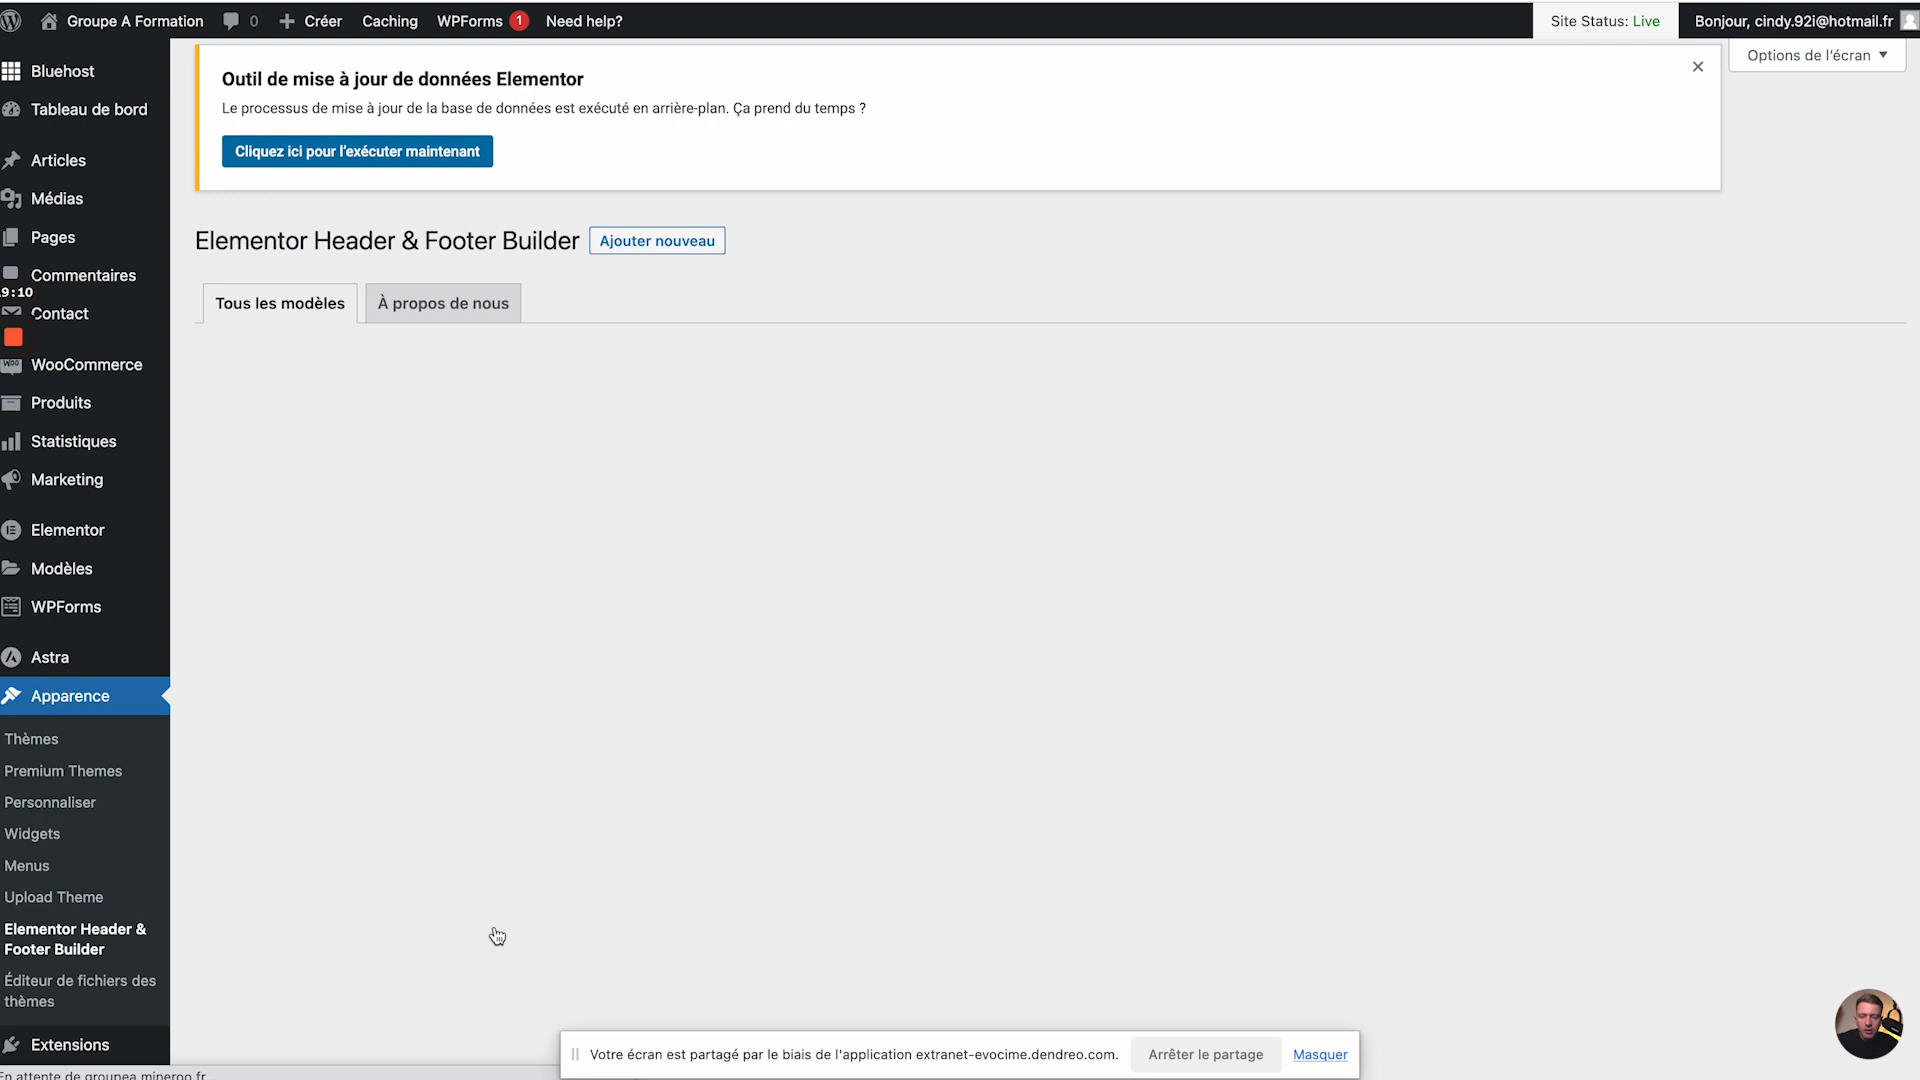 Groupe A Formation
0
Créer
Caching
WPForms 1
Need help?
Site Status: Live
Bonjour, cindy.92i@hotmail.fr
Options de l'écran ▼
Bluehost
Tableau de bord
Articles
Médias
Pages
Commentaires
9:10
Contact
WooCommerce
Produits
Statistiques
Marketing
Elementor
Modèles
WPForms
Astra
Apparence
Thèmes
Premium Themes
Personnaliser
Widgets
Menus
Upload Theme
Elementor Header &
Footer Builder
Éditeur de fichiers des
thèmes
Extensions
En attente de groupea.mineroo.fr...
Outil de mise à jour de données Elementor
Le processus de mise à jour de la base de données est exécuté en arrière-plan. Ça prend du temps ?
Cliquez ici pour l'exécuter maintenant
Elementor Header & Footer Builder
Ajouter nouveau
Tous les modèles
À propos de nous
Votre écran est partagé par le biais de l'application extranet-evocime.dendreo.com.
Arrêter le partage
Masquer